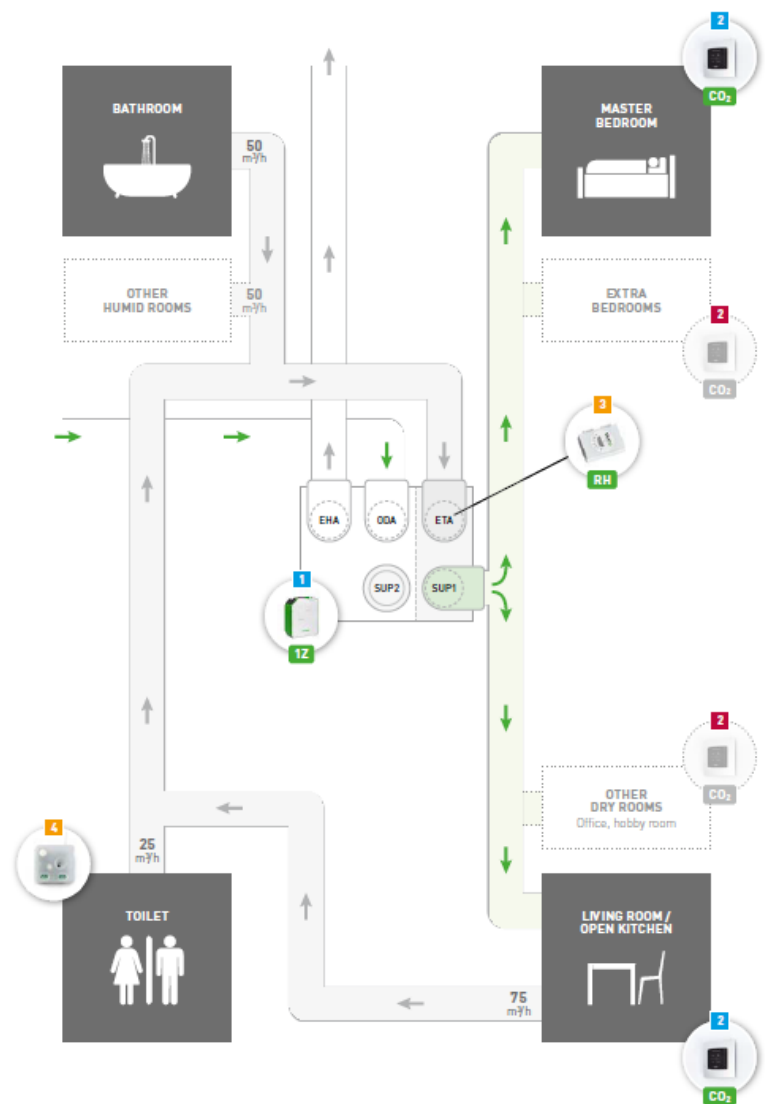 2
CO₂
BATHROOM
MASTER
BEDROOM
50
m³/h
OTHER
HUMID ROOMS
50
m³/h
EXTRA
BEDROOMS
2
CO₂
3
RH
EHA
ODA
ETA
1
1Z
SUP2
SUP1
2
CO₂
OTHER
DRY ROOMS
Office, hobby room
4
25
m³/h
TOILET
LIVING ROOM /
OPEN KITCHEN
75
m³/h
2
CO₂